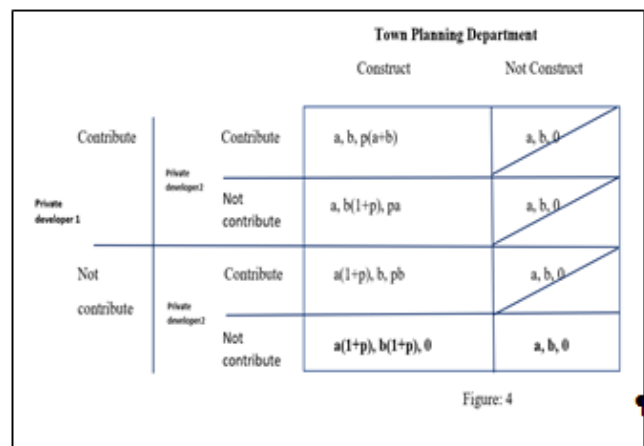 Town Planning Department
Construct Not Construct
Contribute Contribute a, b, p(a+b) a, b, 0
Private developer2
Private developer 1
Not contribute a, b(1+p), pa a, b, 0
Not contribute
Contribute a(1+p), b, pb a, b, 0
Private developer2
Not contribute a(1+p), b(1+p), 0 a, b, 0
Figure: 4
¶